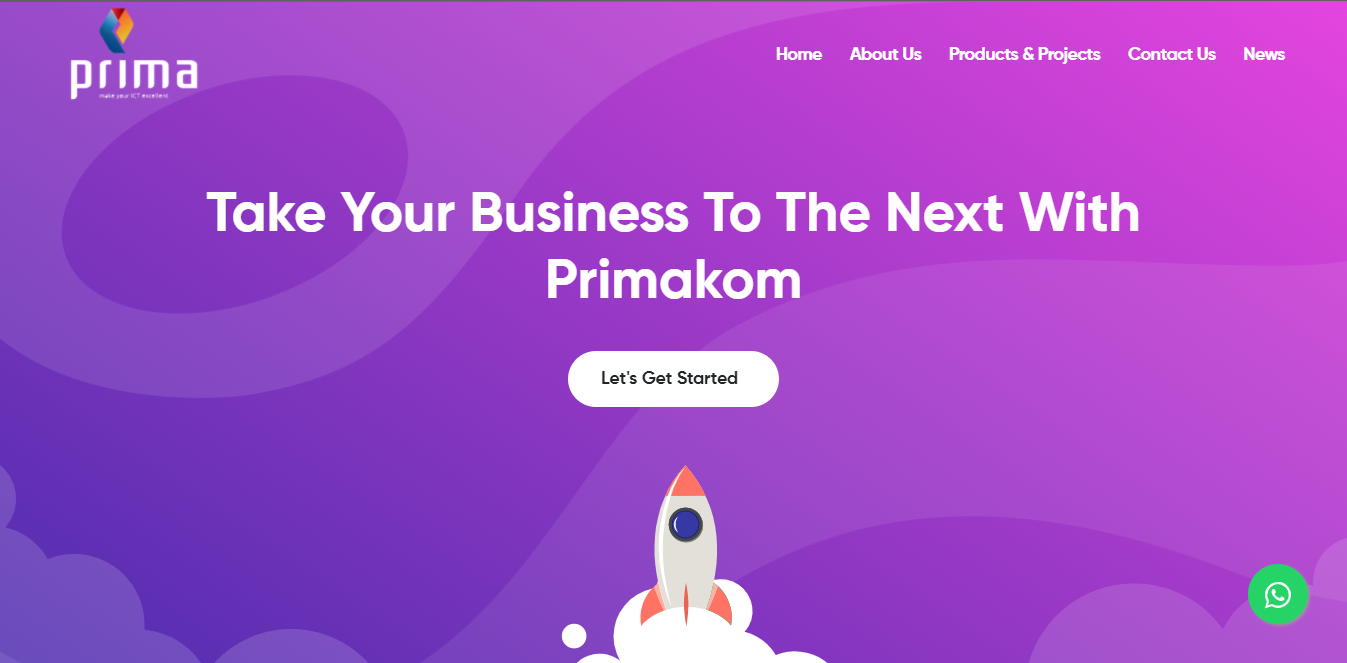 prima
make your ICT excellent
Home About Us Products & Projects Contact Us News
Take Your Business To The Next With
Primakom
Let's Get Started